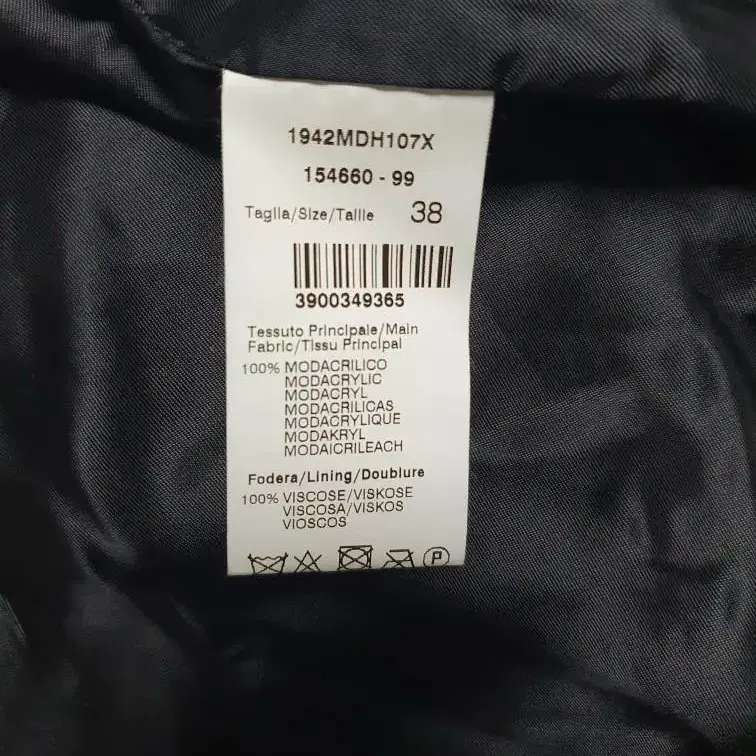 1942MDH107X
154660 - 99
Taglia/Size/Taille 38
3900349365
Tessuto Principale/Main
Fabric/Tissu Principal
100% MODACRILICO
MODACRYLIC
MODACRYL
MODACRILICAS
MODACRYLIQUE
MODAKRYL
MODAICRILEACH
Fodera/Lining/Doublure
100% VISCOSE/VISKOSE
VISCOSA/VISKOS
VIOSCOS
P